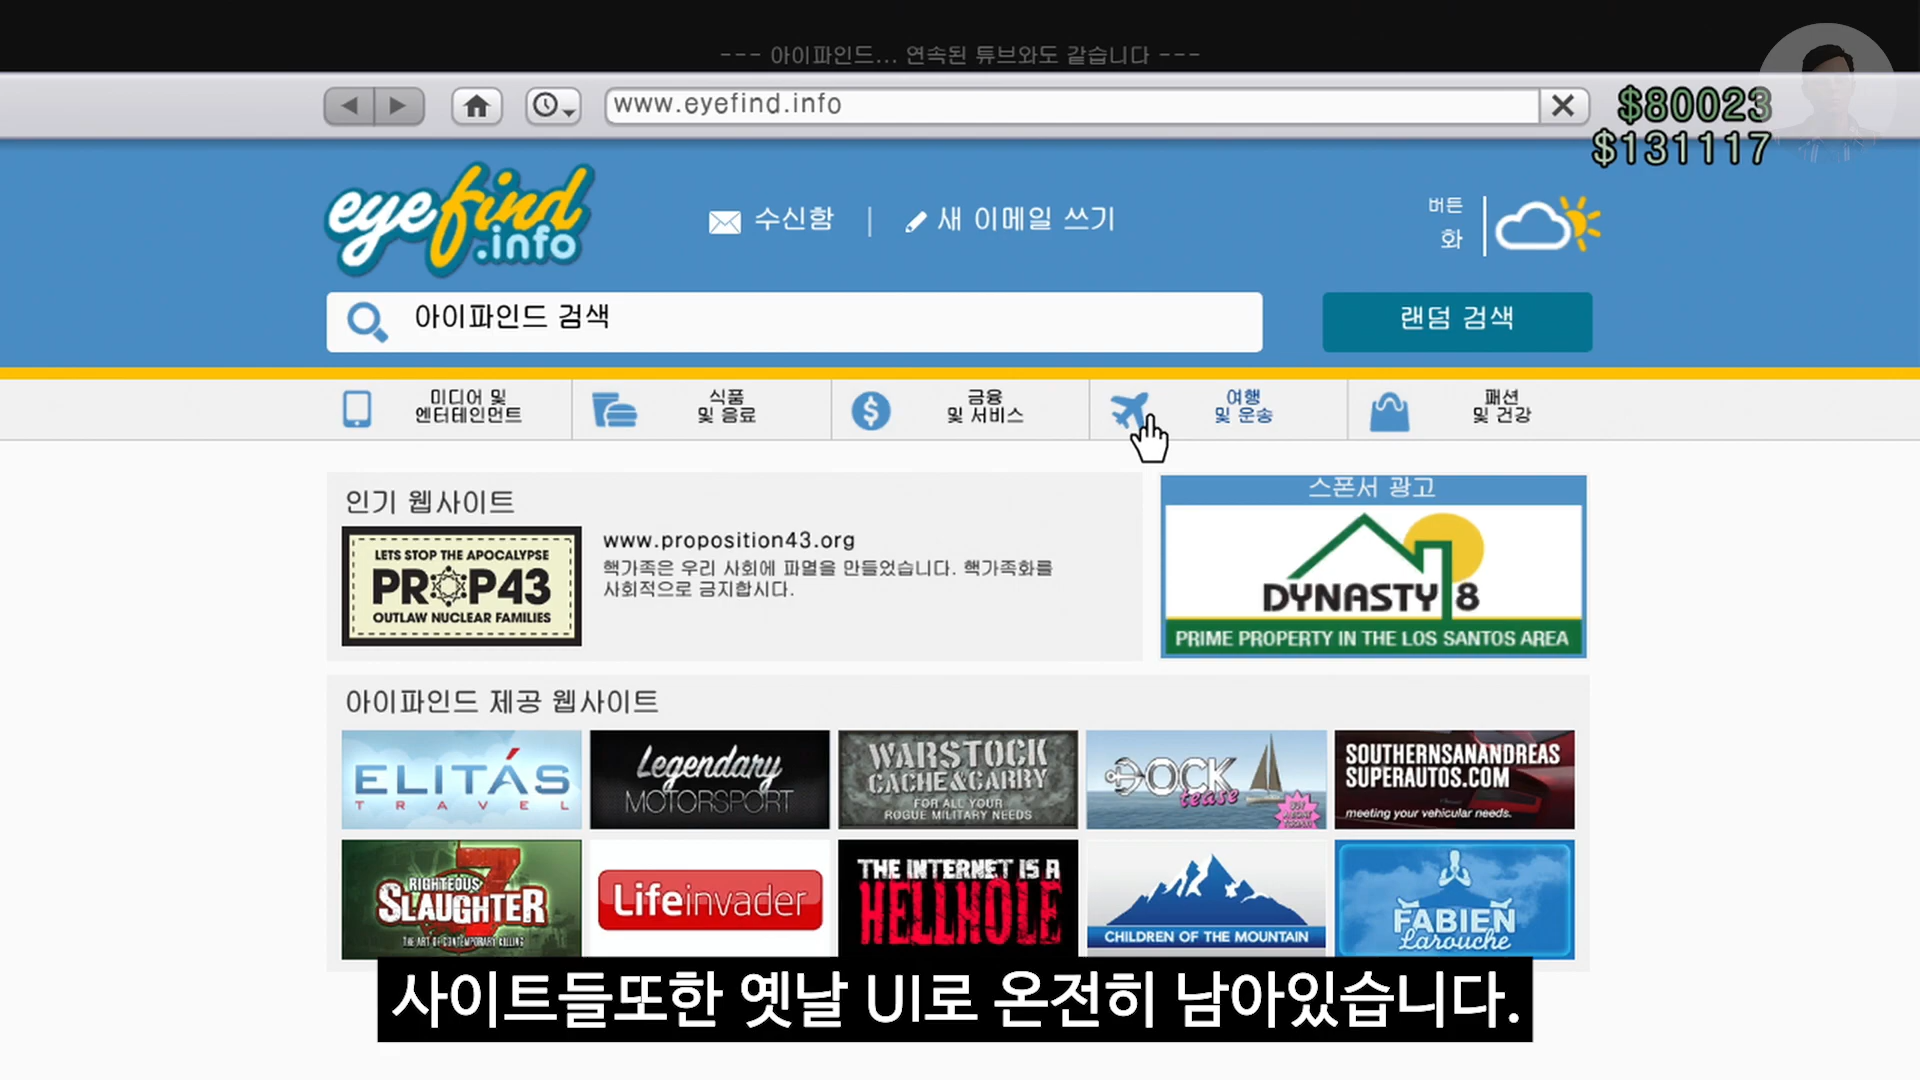 --- 아이파인드... 연속된 튜브와도 같습니다 ---
www.eyefind.info
$80023
$131117
eyefind
.info
수신함 | 새 이메일 쓰기
버튼
화
아이파인드 검색
랜덤 검색
미디어 및
엔터테인먼트
식품
및 음료
금융
및 서비스
여행
및 운송
패션
및 건강
인기 웹사이트
LETS STOP THE APOCALYPSE
PROP43
OUTLAW NUCLEAR FAMILIES
www.proposition43.org
핵가족은 우리 사회에 파멸을 만들었습니다. 핵가족화를
사회적으로 금지합시다.
스폰서 광고
DYNASTY 8
PRIME PROPERTY IN THE LOS SANTOS AREA
아이파인드 제공 웹사이트
ELITÁS
TRAVEL
Legendary
MOTORSPORT
WARSTOCK
CACHE&CARRY
FOR ALL YOUR
ROGUE MILITARY NEEDS
DOCK
tease
SOUTHERNSANANDREAS
SUPERAUTOS.COM
meeting your vehicular needs.
RIGHTEOUS
SLAUGHTER
7
THE ART OF CONTEMPORARY KILLING
Lifeinvader
THE INTERNET IS A
HELLHOLE
CHILDREN OF THE MOUNTAIN
FABIEN
Larouche
사이트들또한 옛날 UI로 온전히 남아있습니다.